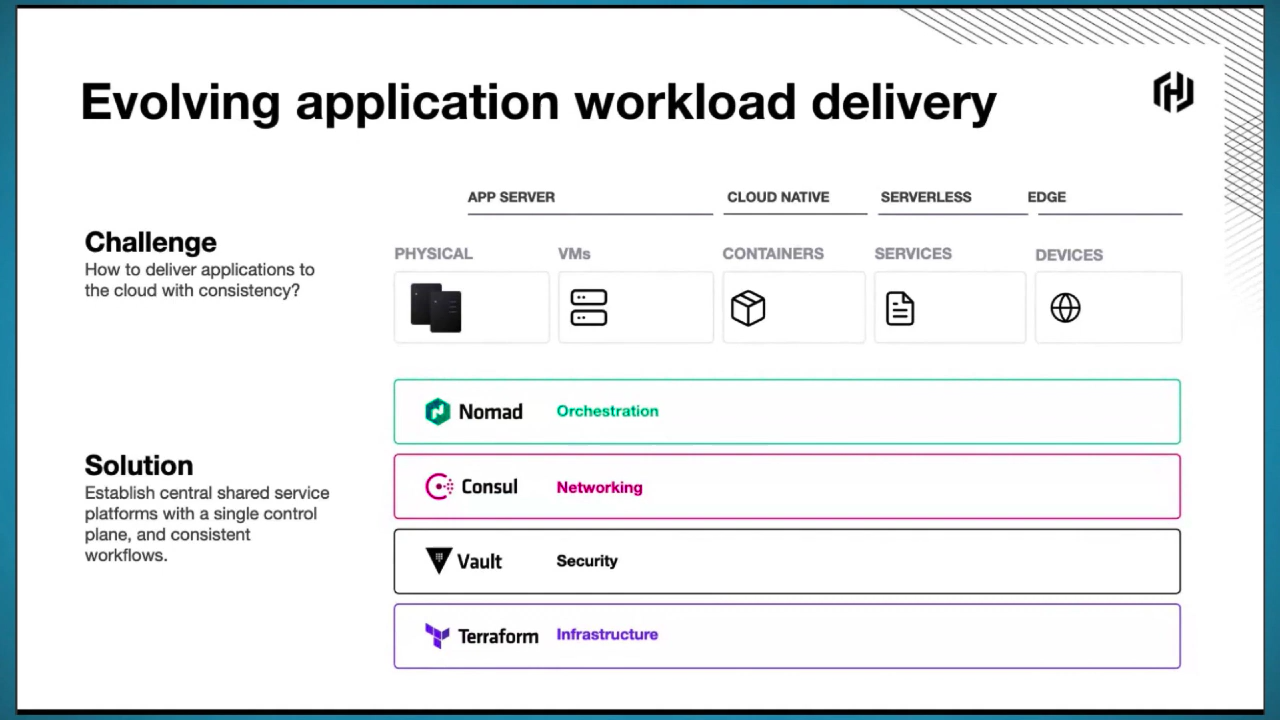 Evolving application workload delivery
APP SERVER
CLOUD NATIVE
SERVERLESS
EDGE
Challenge
How to deliver applications to
the cloud with consistency?
PHYSICAL
VMs
CONTAINERS
SERVICES
DEVICES
Nomad Orchestration
Solution
Establish central shared service
platforms with a single control
plane, and consistent
workflows.
Consul Networking
Vault Security
Terraform Infrastructure